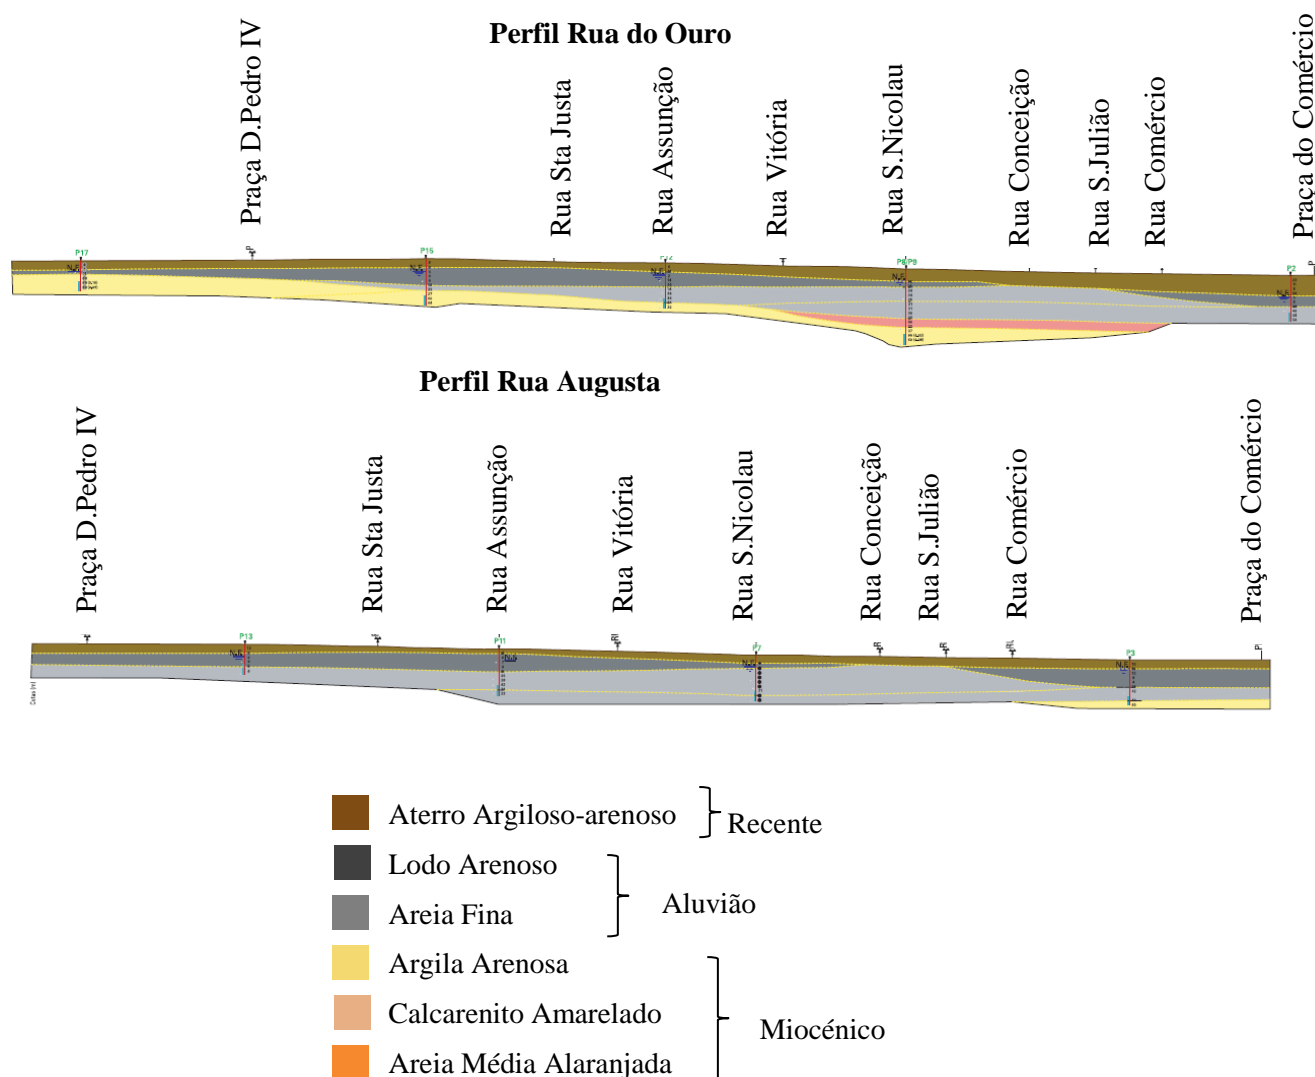 Perfil Rua do Ouro
Praça D.Pedro IV
Rua Sta Justa
Rua Assunção
Rua Vitória
Rua S.Nicolau
Rua Conceição
Rua S.Julião
Rua Comércio
Praça do Comércio
P17
P15
P2
Perfil Rua Augusta
Praça D.Pedro IV
Rua Sta Justa
Rua Assunção
Rua Vitória
Rua S.Nicolau
Rua Conceição
Rua S.Julião
Rua Comércio
Praça do Comércio
P13
P11
P7
P3
Aterro Argiloso-arenoso
Recente
Lodo Arenoso
Aluvião
Areia Fina
Argila Arenosa
Calcarenito Amarelado
Miocénico
Areia Média Alaranjada